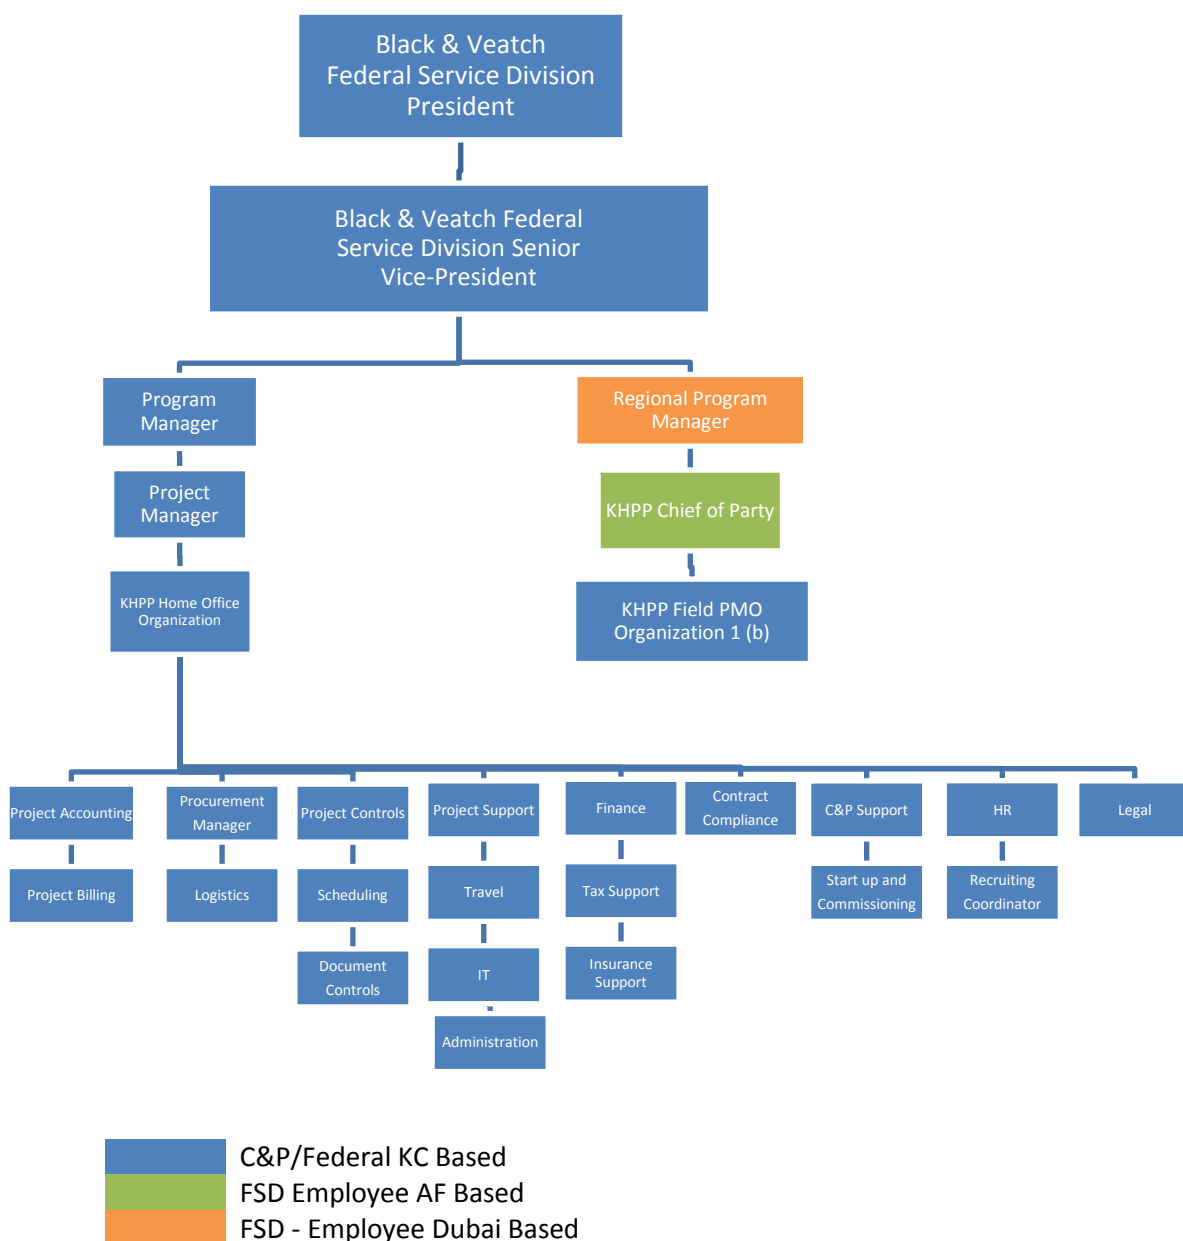 Black & Veatch
Federal Service Division
President
Black & Veatch Federal
Service Division Senior
Vice-President
Program
Manager
Regional Program
Manager
Project
Manager
KHPP Chief of Party
KHPP Home Office
Organization
KHPP Field PMO
Organization 1 (b)
Project Accounting
Procurement
Manager
Project Controls
Project Support
Finance
Contract
Compliance
C&P Support
HR
Legal
Project Billing
Logistics
Scheduling
Travel
Tax Support
Start up and
Commissioning
Recruiting
Coordinator
Document
Controls
IT
Insurance
Support
Administration
C&P/Federal KC Based
FSD Employee AF Based
FSD - Employee Dubai Based